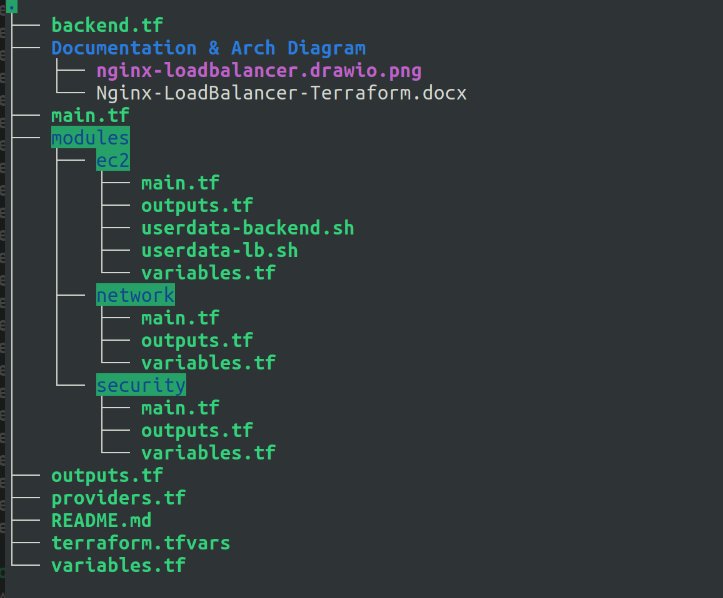 .
backend.tf
Documentation & Arch Diagram
nginx-loadbalancer.drawio.png
Nginx-LoadBalancer-Terraform.docx
main.tf
modules
ec2
main.tf
outputs.tf
userdata-backend.sh
userdata-lb.sh
variables.tf
network
main.tf
outputs.tf
variables.tf
security
main.tf
outputs.tf
variables.tf
outputs.tf
providers.tf
README.md
terraform.tfvars
variables.tf